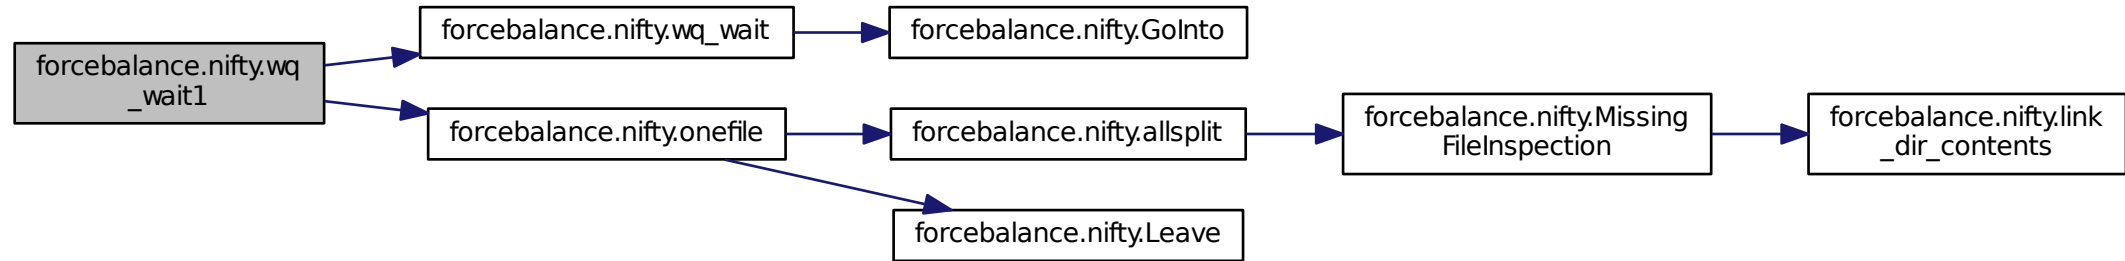 forcebalance.nifty.wq
_wait1
forcebalance.nifty.wq_wait
forcebalance.nifty.GoInto
forcebalance.nifty.onefile
forcebalance.nifty.allsplit
forcebalance.nifty.Missing
FileInspection
forcebalance.nifty.link
_dir_contents
forcebalance.nifty.Leave